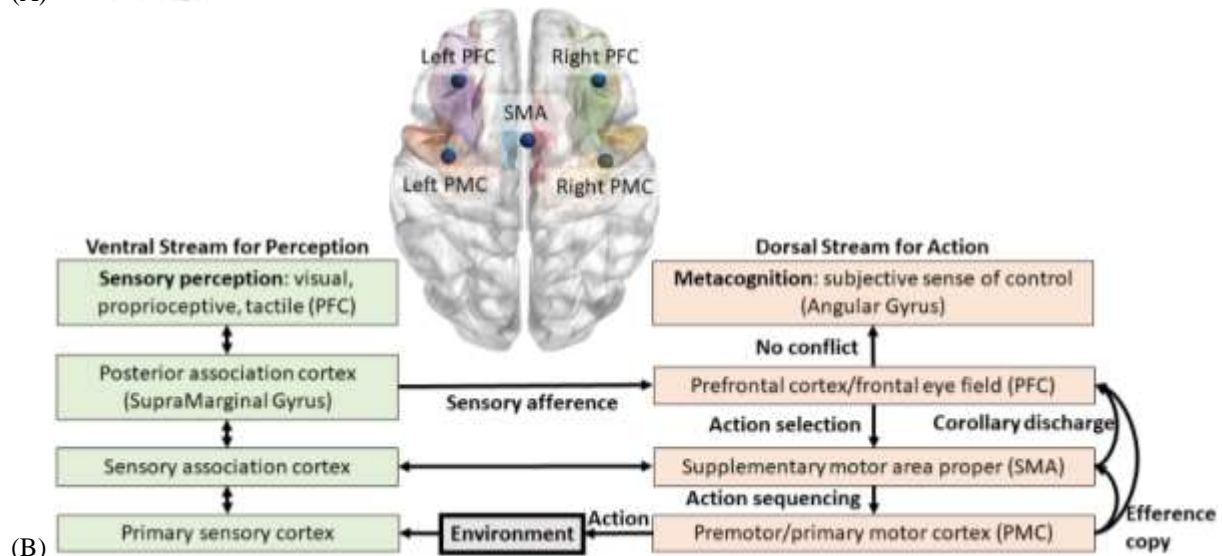 (A)
Left PFC
Right PFC
SMA
Left PMC
Right PMC
Ventral Stream for Perception
Sensory perception: visual,
proprioceptive, tactile (PFC)
Posterior association cortex
(SupraMarginal Gyrus)
Sensory association cortex
Primary sensory cortex
Dorsal Stream for Action
Metacognition: subjective sense of control
(Angular Gyrus)
No conflict
Prefrontal cortex/frontal eye field (PFC)
Sensory afference
Action selection
Corollary discharge
Supplementary motor area proper (SMA)
Action sequencing
Premotor/primary motor cortex (PMC)
Action
Environment
Efference
copy
(B)